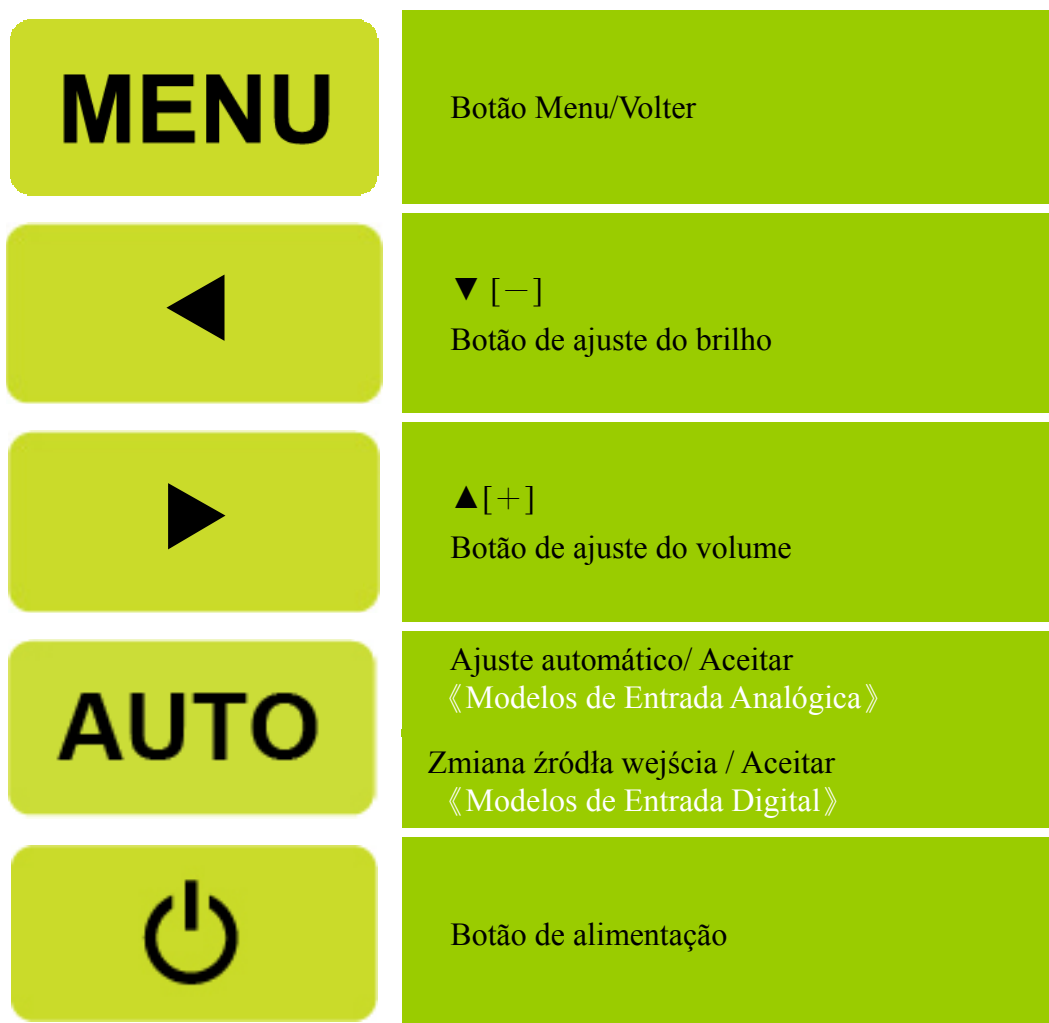 MENU
Botão Menu/Volter
◀
▼ [－]
Botão de ajuste do brilho
▶
▲[＋]
Botão de ajuste do volume
AUTO
Ajuste automático/ Aceitar
《Modelos de Entrada Analógica》
Zmiana źródła wejścia / Aceitar
《Modelos de Entrada Digital》
Botão de alimentação